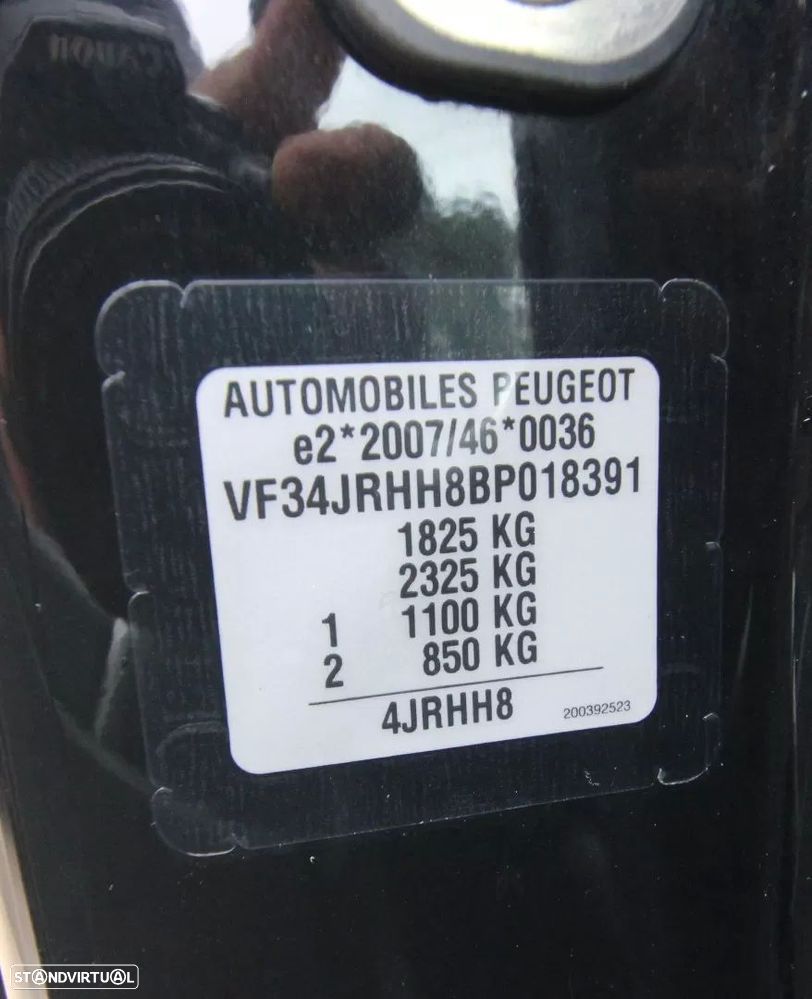 CANON
AUTOMOBILES PEUGEOT
e2*2007/46*0036
VF34JRHH8BP018391
1825 KG
2325 KG
1 1100 KG
2 850 KG
4JRHH8 200392523
STANDVIRTUAL